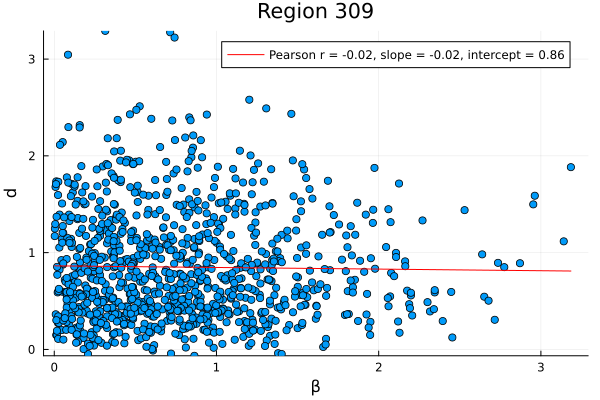 Region 309
Pearson r = -0.02, slope = -0.02, intercept = 0.86
3
2
1
0
d
0
1
2
3
β